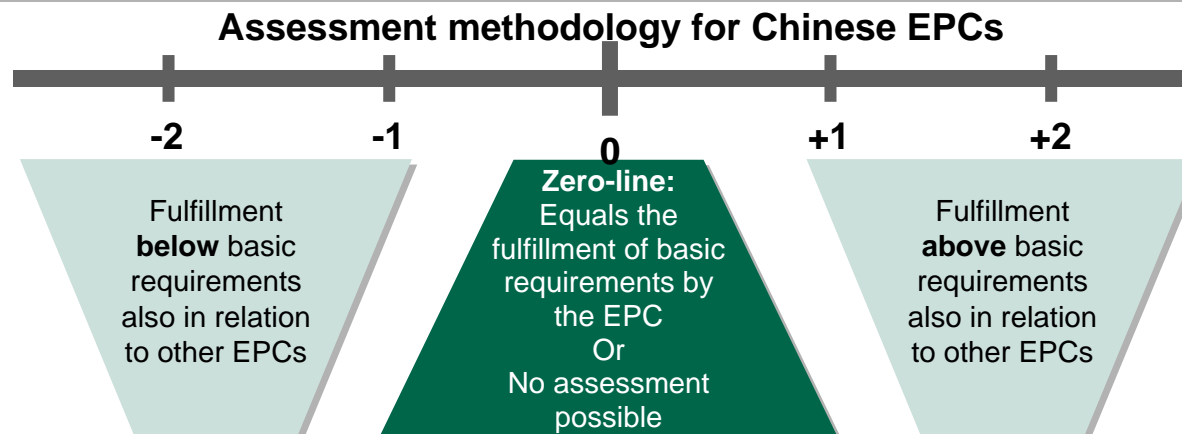 Assessment methodology for Chinese EPCs
-2
-1
0
+1
+2
Fulfillment
below basic
requirements
also in relation
to other EPCs
Zero-line:
Equals the
fulfillment of basic
requirements by
the EPC
Or
No assessment
possible
Fulfillment
above basic
requirements
also in relation
to other EPCs